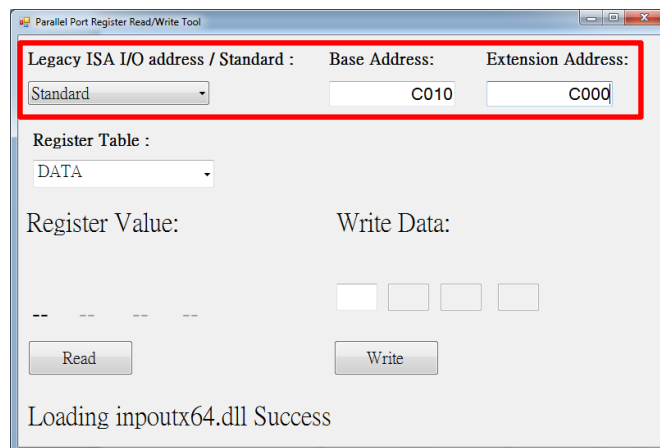 Parallel Port Register Read/Write Tool
Legacy ISA I/O address / Standard : Base Address: Extension Address:
Standard C010 C000
Register Table :
DATA
Register Value: Write Data:
-- -- -- --
Read Write
Loading inpoutx64.dll Success